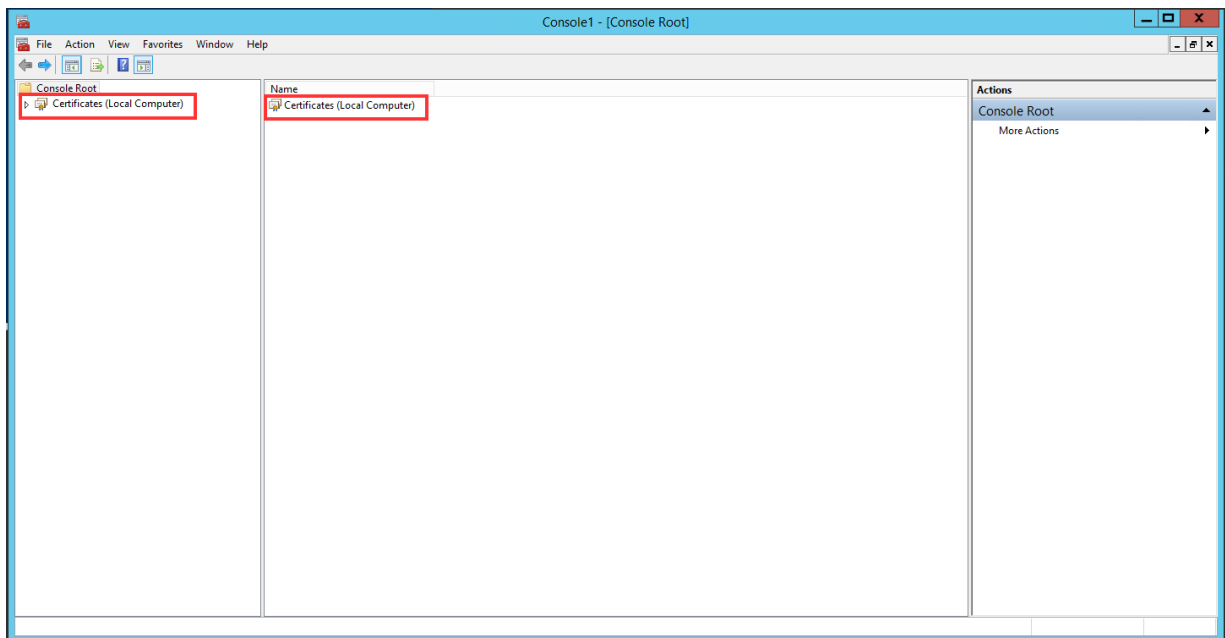 Console1 - [Console Root]
File Action View Favorites Window Help
Console Root
Certificates (Local Computer)
Name
Certificates (Local Computer)
Actions
Console Root
More Actions